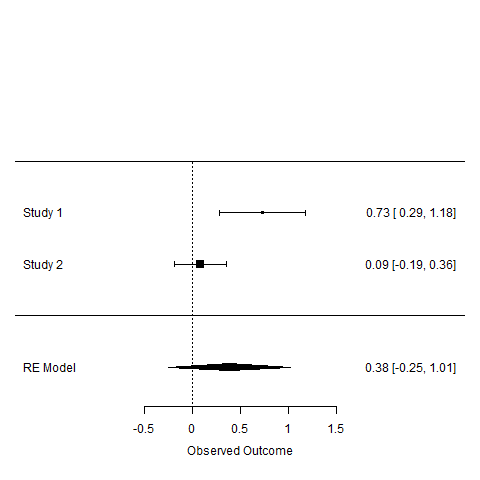 Study 1 0.73 [ 0.29, 1.18]
Study 2 0.09 [-0.19, 0.36]
RE Model 0.38 [-0.25, 1.01]
-0.5 0 0.5 1 1.5
Observed Outcome